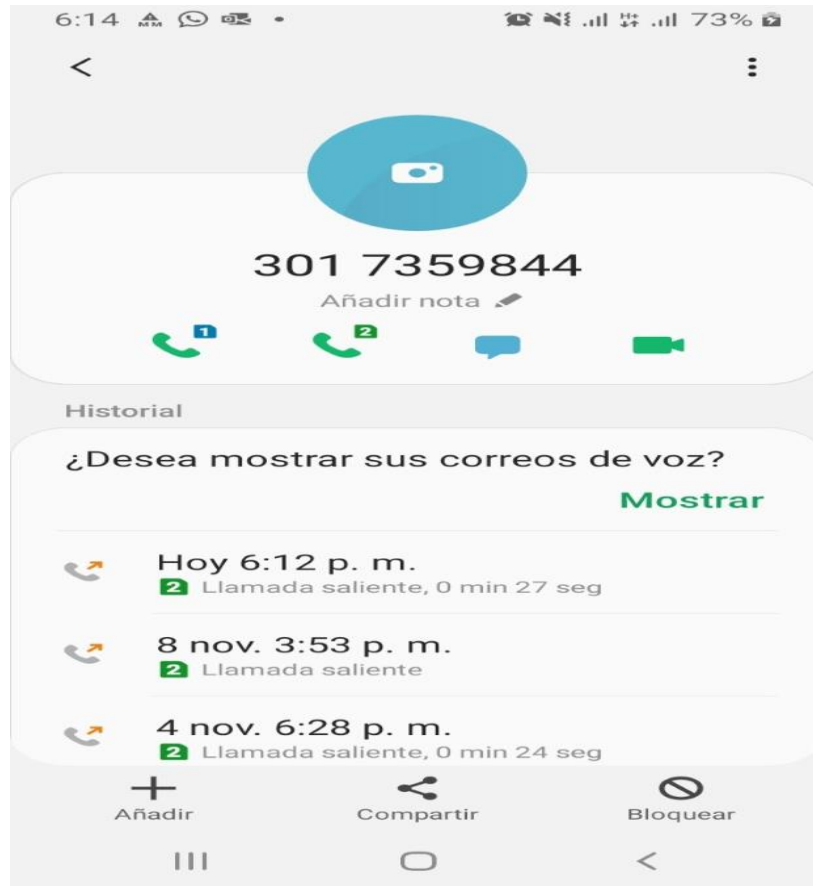 6:14 73%
301 7359844
Añadir nota
1 2
Historial
¿Desea mostrar sus correos de voz?
Mostrar
Hoy 6:12 p. m.
2 Llamada saliente, 0 min 27 seg
8 nov. 3:53 p. m.
2 Llamada saliente
4 nov. 6:28 p. m.
2 Llamada saliente, 0 min 24 seg
Añadir Compartir Bloquear